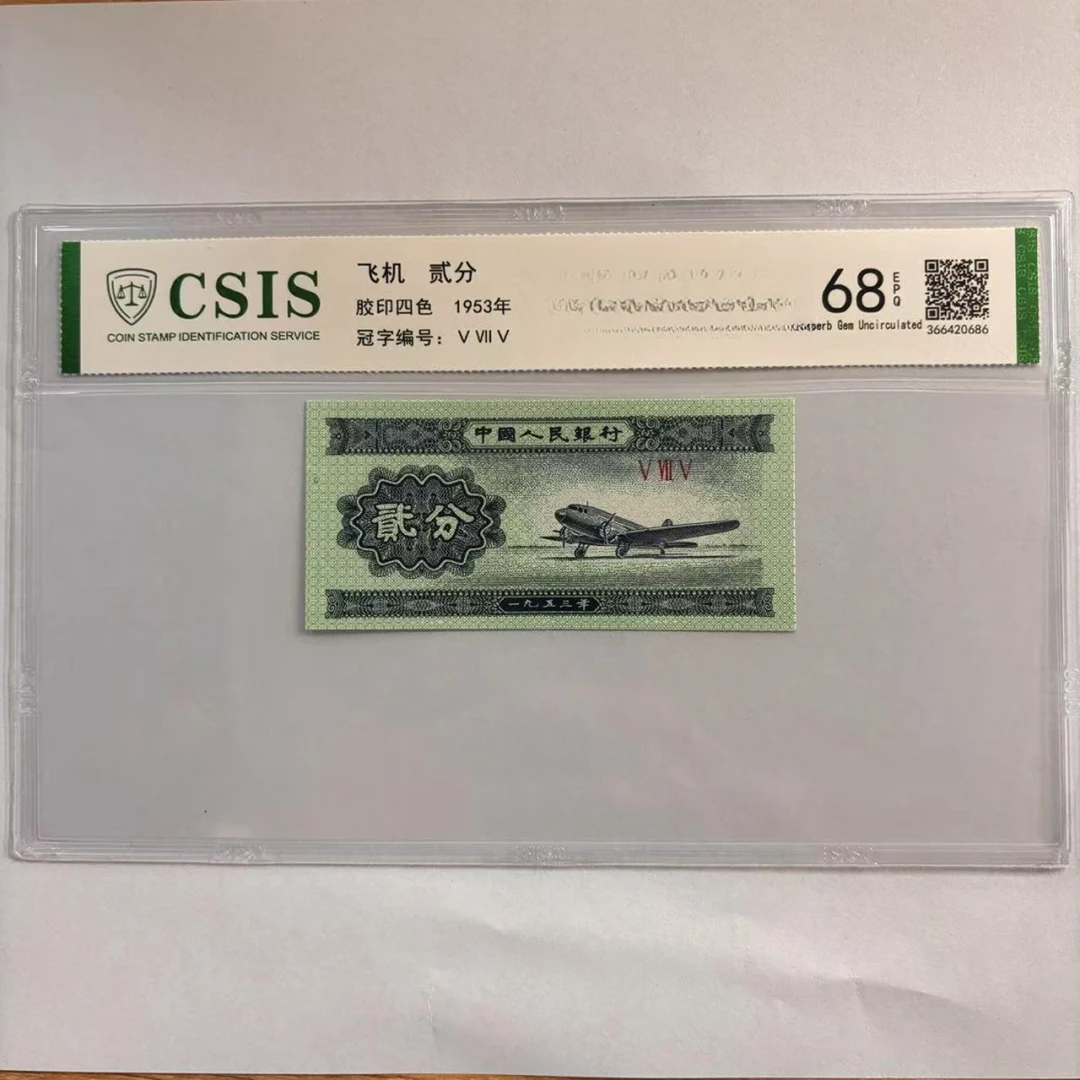 CSIS
COIN STAMP IDENTIFICATION SERVICE
飞机 贰分
胶印四色 1953年
冠字编号: V VII V
68
EPQ
Gem Uncirculated
366420686
CSIS CSIS
中國人民銀行
V VII V
貳分
一九五三年